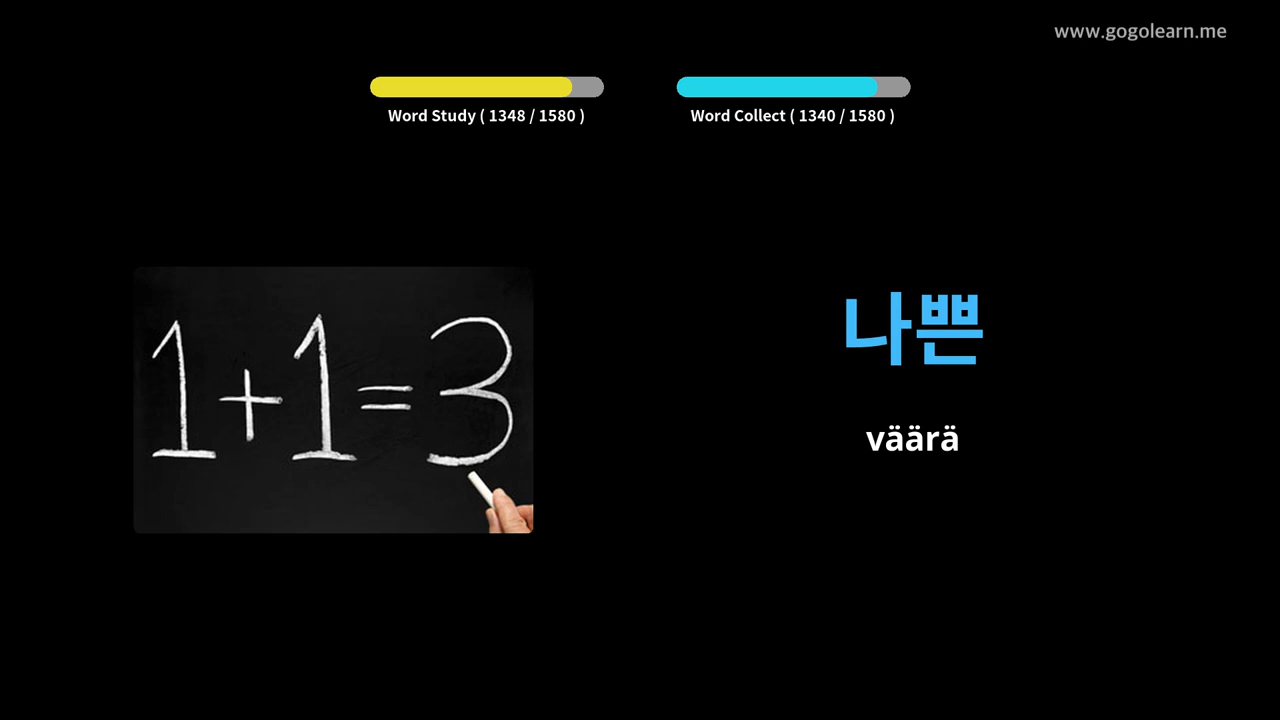 www.gogolearn.me
Word Study ( 1348 / 1580 )
Word Collect ( 1340 / 1580 )
1+1=3
나쁜
väärä